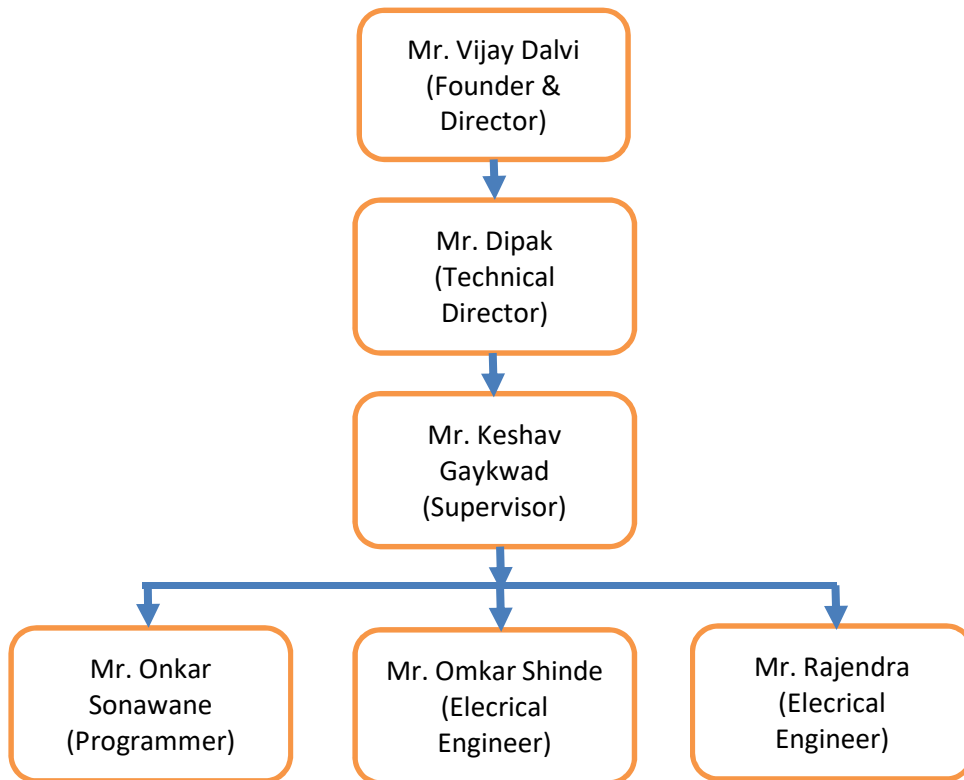 Mr. Vijay Dalvi
(Founder &
Director)
Mr. Dipak
(Technical
Director)
Mr. Keshav
Gaykwad
(Supervisor)
Mr. Onkar
Sonawane
(Programmer)
Mr. Omkar Shinde
(Elecrical
Engineer)
Mr. Rajendra
(Elecrical
Engineer)